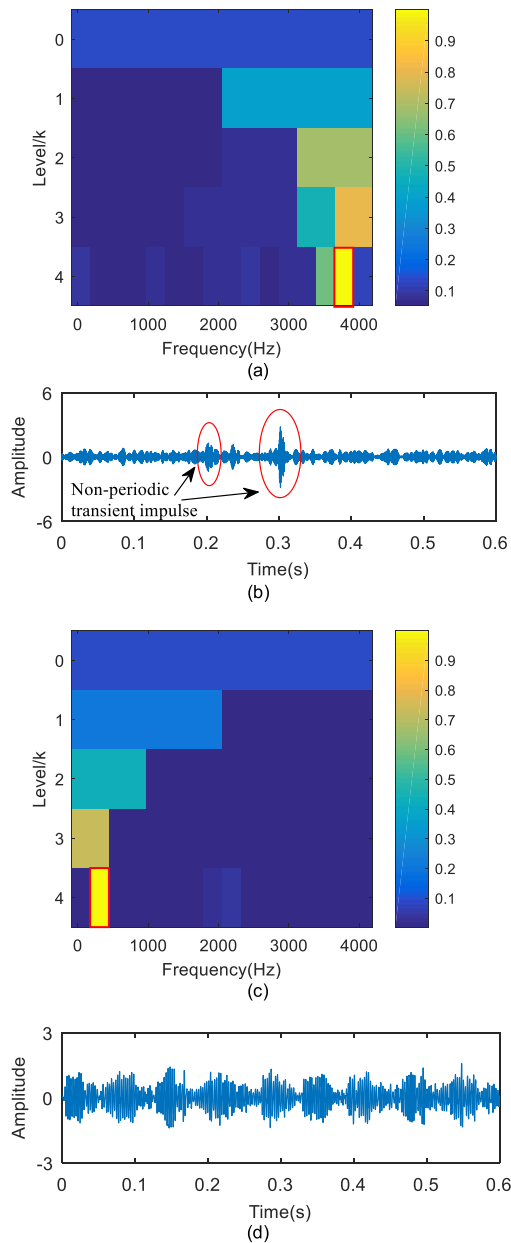 0
1
2
3
4
Level/k
0 1000 2000 3000 4000
Frequency(Hz)
0.9
0.8
0.7
0.6
0.5
0.4
0.3
0.2
0.1
(a)
6
0
-6
Amplitude
Non-periodic
transient impulse
0 0.1 0.2 0.3 0.4 0.5 0.6
Time(s)
(b)
0
1
2
3
4
Level/k
0 1000 2000 3000 4000
Frequency(Hz)
0.9
0.8
0.7
0.6
0.5
0.4
0.3
0.2
0.1
(c)
3
0
-3
Amplitude
0 0.1 0.2 0.3 0.4 0.5 0.6
Time(s)
(d)